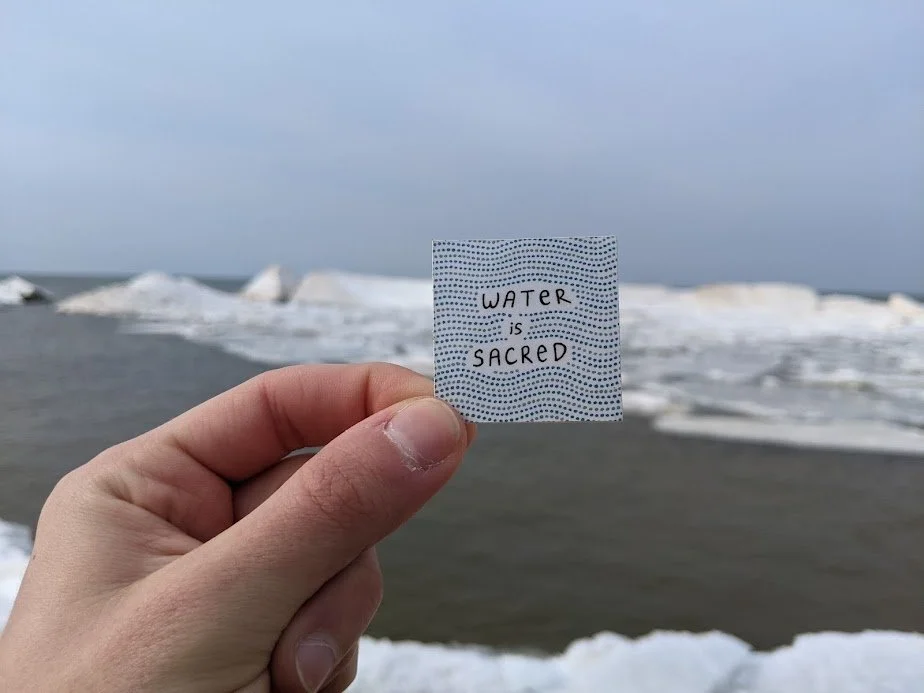 WATER
is
SACRED